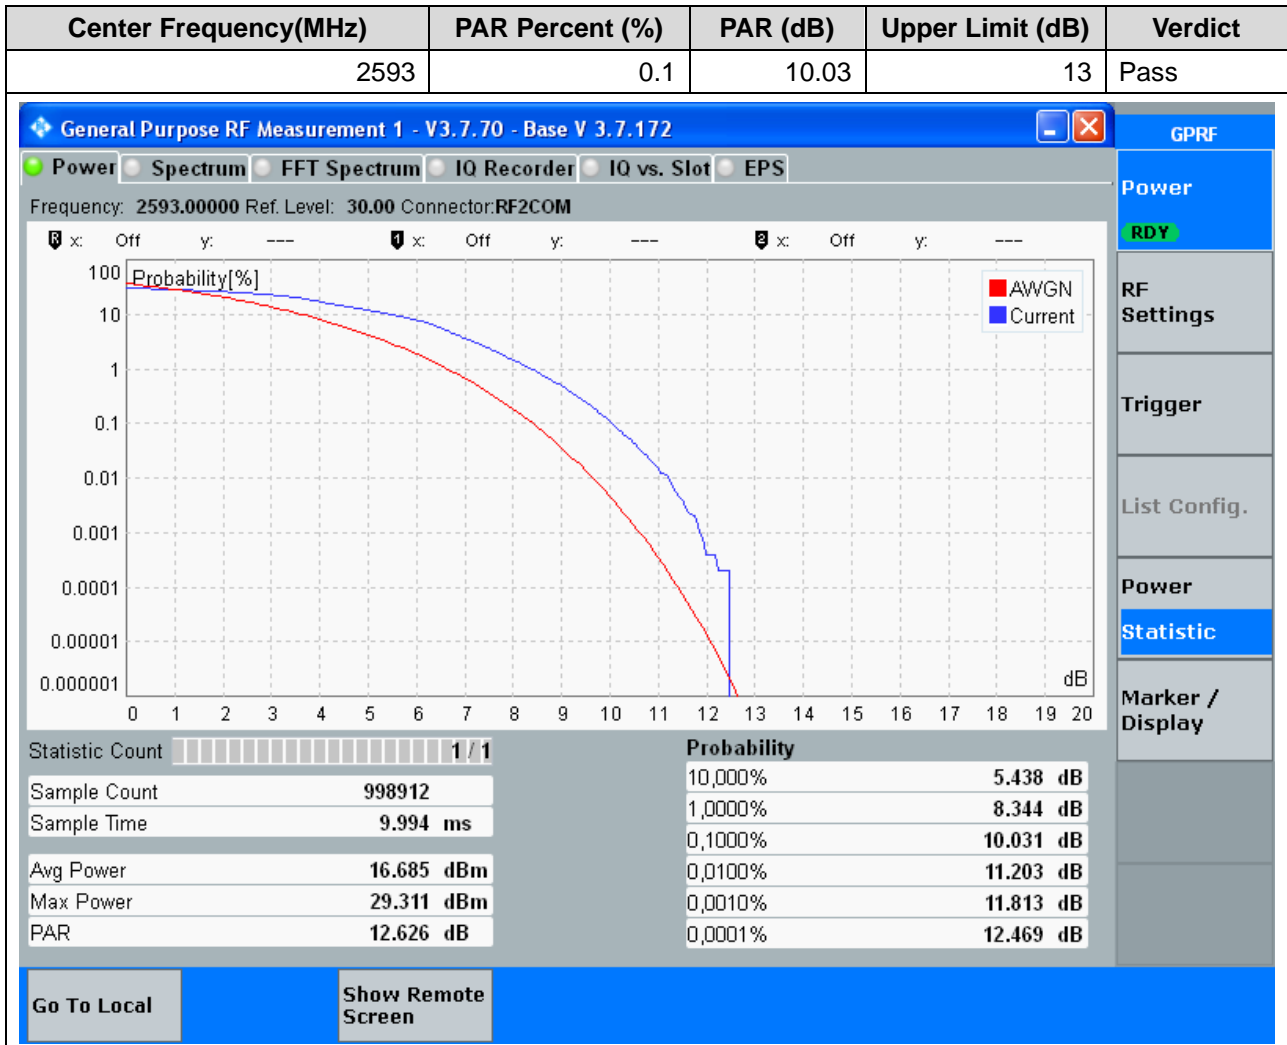 Center Frequency(MHz) PAR Percent (%) PAR (dB) Upper Limit (dB) Verdict
2593 0.1 10.03 13 Pass
General Purpose RF Measurement 1 - V3.7.70 - Base V 3.7.172
GPRF
Power Spectrum FFT Spectrum IQ Recorder IQ vs. Slot EPS
Frequency: 2593.00000 Ref. Level: 30.00 Connector:RF2COM
R x: Off y: --- 1 x: Off y: --- 2 x: Off y: ---
Probability[%]
AWGN
Current
100
10
1
0.1
0.01
0.001
0.0001
0.00001
0.000001
dB
0 1 2 3 4 5 6 7 8 9 10 11 12 13 14 15 16 17 18 19 20
Statistic Count 1 / 1
Sample Count 998912
Sample Time 9.994 ms
Avg Power 16.685 dBm
Max Power 29.311 dBm
PAR 12.626 dB
Probability
10,000% 5.438 dB
1,0000% 8.344 dB
0,1000% 10.031 dB
0,0100% 11.203 dB
0,0010% 11.813 dB
0,0001% 12.469 dB
Power
RDY
RF
Settings
Trigger
List Config.
Power
Statistic
Marker /
Display
Go To Local
Show Remote
Screen